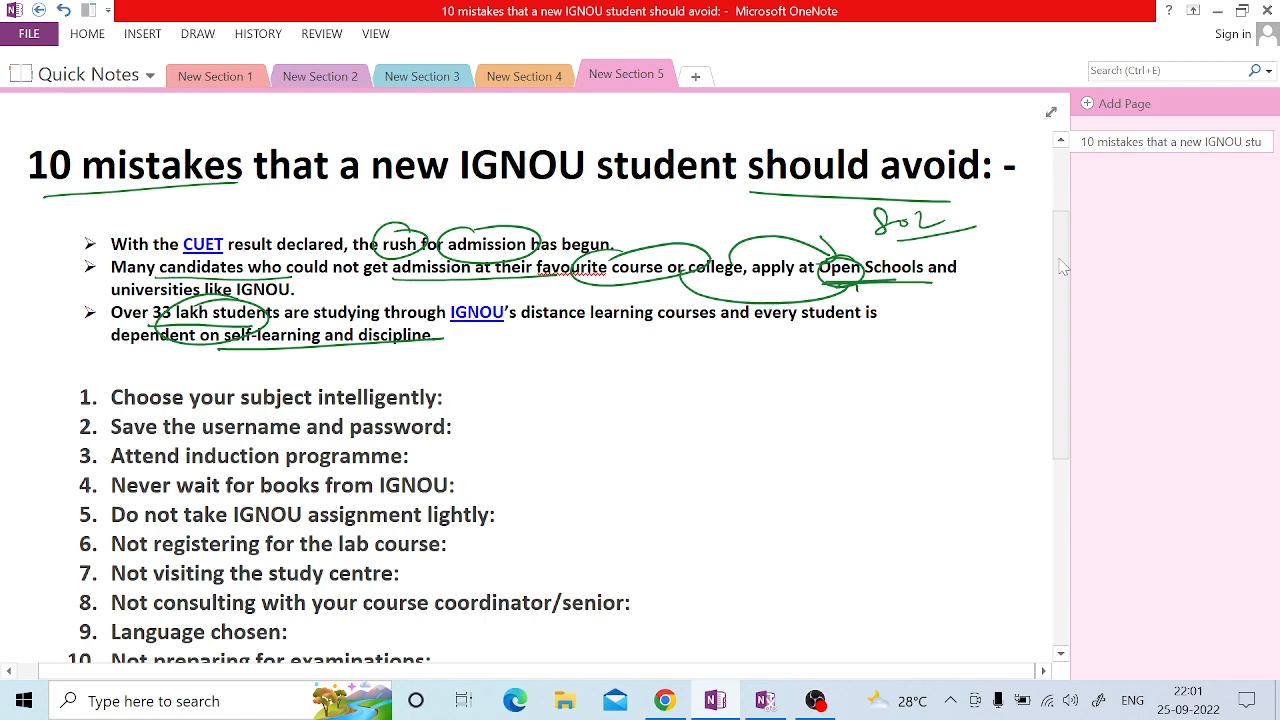 10 mistakes that a new IGNOU student should avoid: - - Microsoft OneNote
FILE HOME INSERT DRAW HISTORY REVIEW VIEW
Sign in
Quick Notes New Section 1 New Section 2 New Section 3 New Section 4 New Section 5
Search (Ctrl+E)
Add Page
10 mistakes that a new IGNOU stu
10 mistakes that a new IGNOU student should avoid: -
802
➢ With the CUET result declared, the rush for admission has begun.
➢ Many candidates who could not get admission at their favourite course or college, apply at Open Schools and
universities like IGNOU.
➢ Over 33 lakh students are studying through IGNOU's distance learning courses and every student is
dependent on self-learning and discipline.
1. Choose your subject intelligently:
2. Save the username and password:
3. Attend induction programme:
4. Never wait for books from IGNOU:
5. Do not take IGNOU assignment lightly:
6. Not registering for the lab course:
7. Not visiting the study centre:
8. Not consulting with your course coordinator/senior:
9. Language chosen:
10. Not preparing for examinations:
Type here to search
28°C
ENG
22:01
25-09-2022